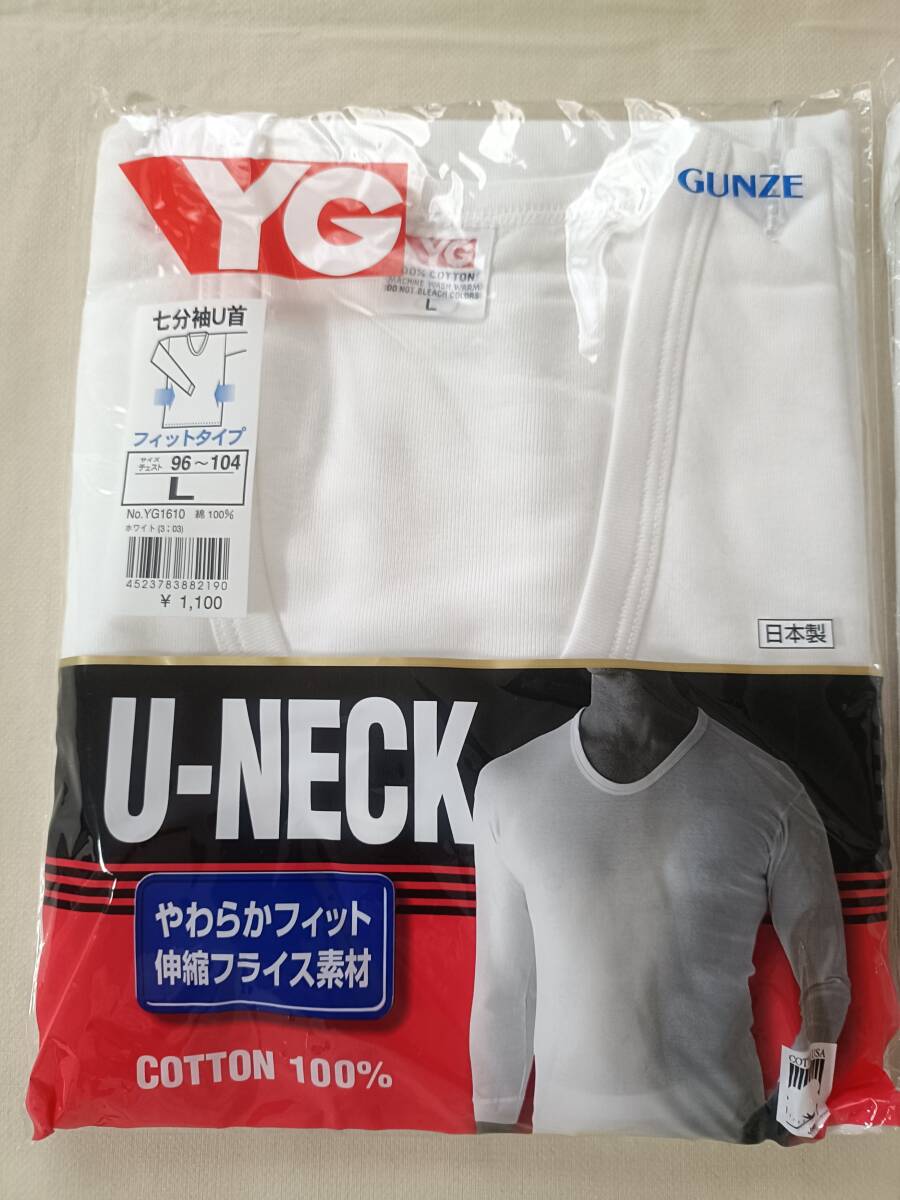 YG
GUNZE
YG
100% COTTON
MACHINE WASH WARM
DO NOT BLEACH COLORS
L
七分袖U首
フィットタイプ
サイズ
チェスト 96～104
L
No.YG1610 綿 100%
ホワイト(3;03)
4523783882190
¥ 1,100
日本製
U-NECK
やわらかフィット
伸縮フライス素材
COTTON 100%